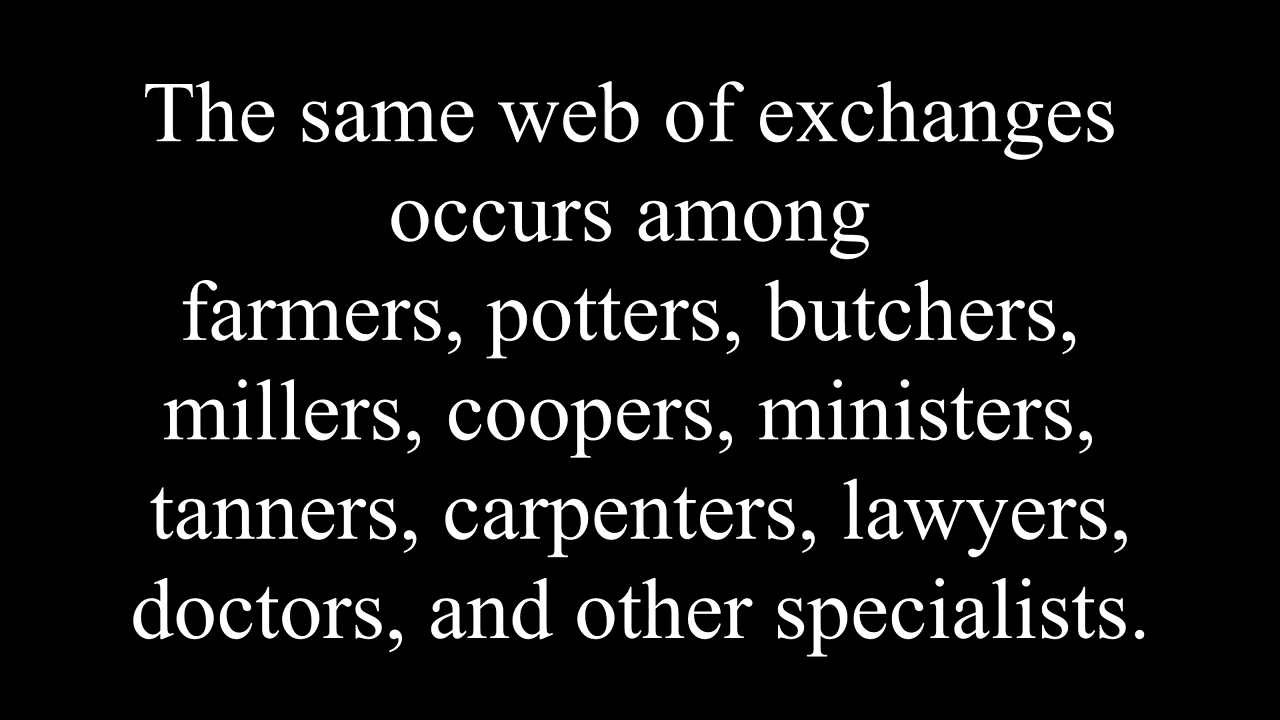 The same web of exchanges
occurs among
farmers, potters, butchers,
millers, coopers, ministers,
tanners, carpenters, lawyers,
doctors, and other specialists.